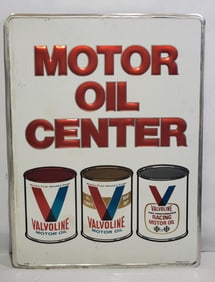 MOTOR
OIL
CENTER
VALVOLINE
MOTOR OIL
VALVOLINE
MOTOR OIL
VALVOLINE
RACING
MOTOR OIL